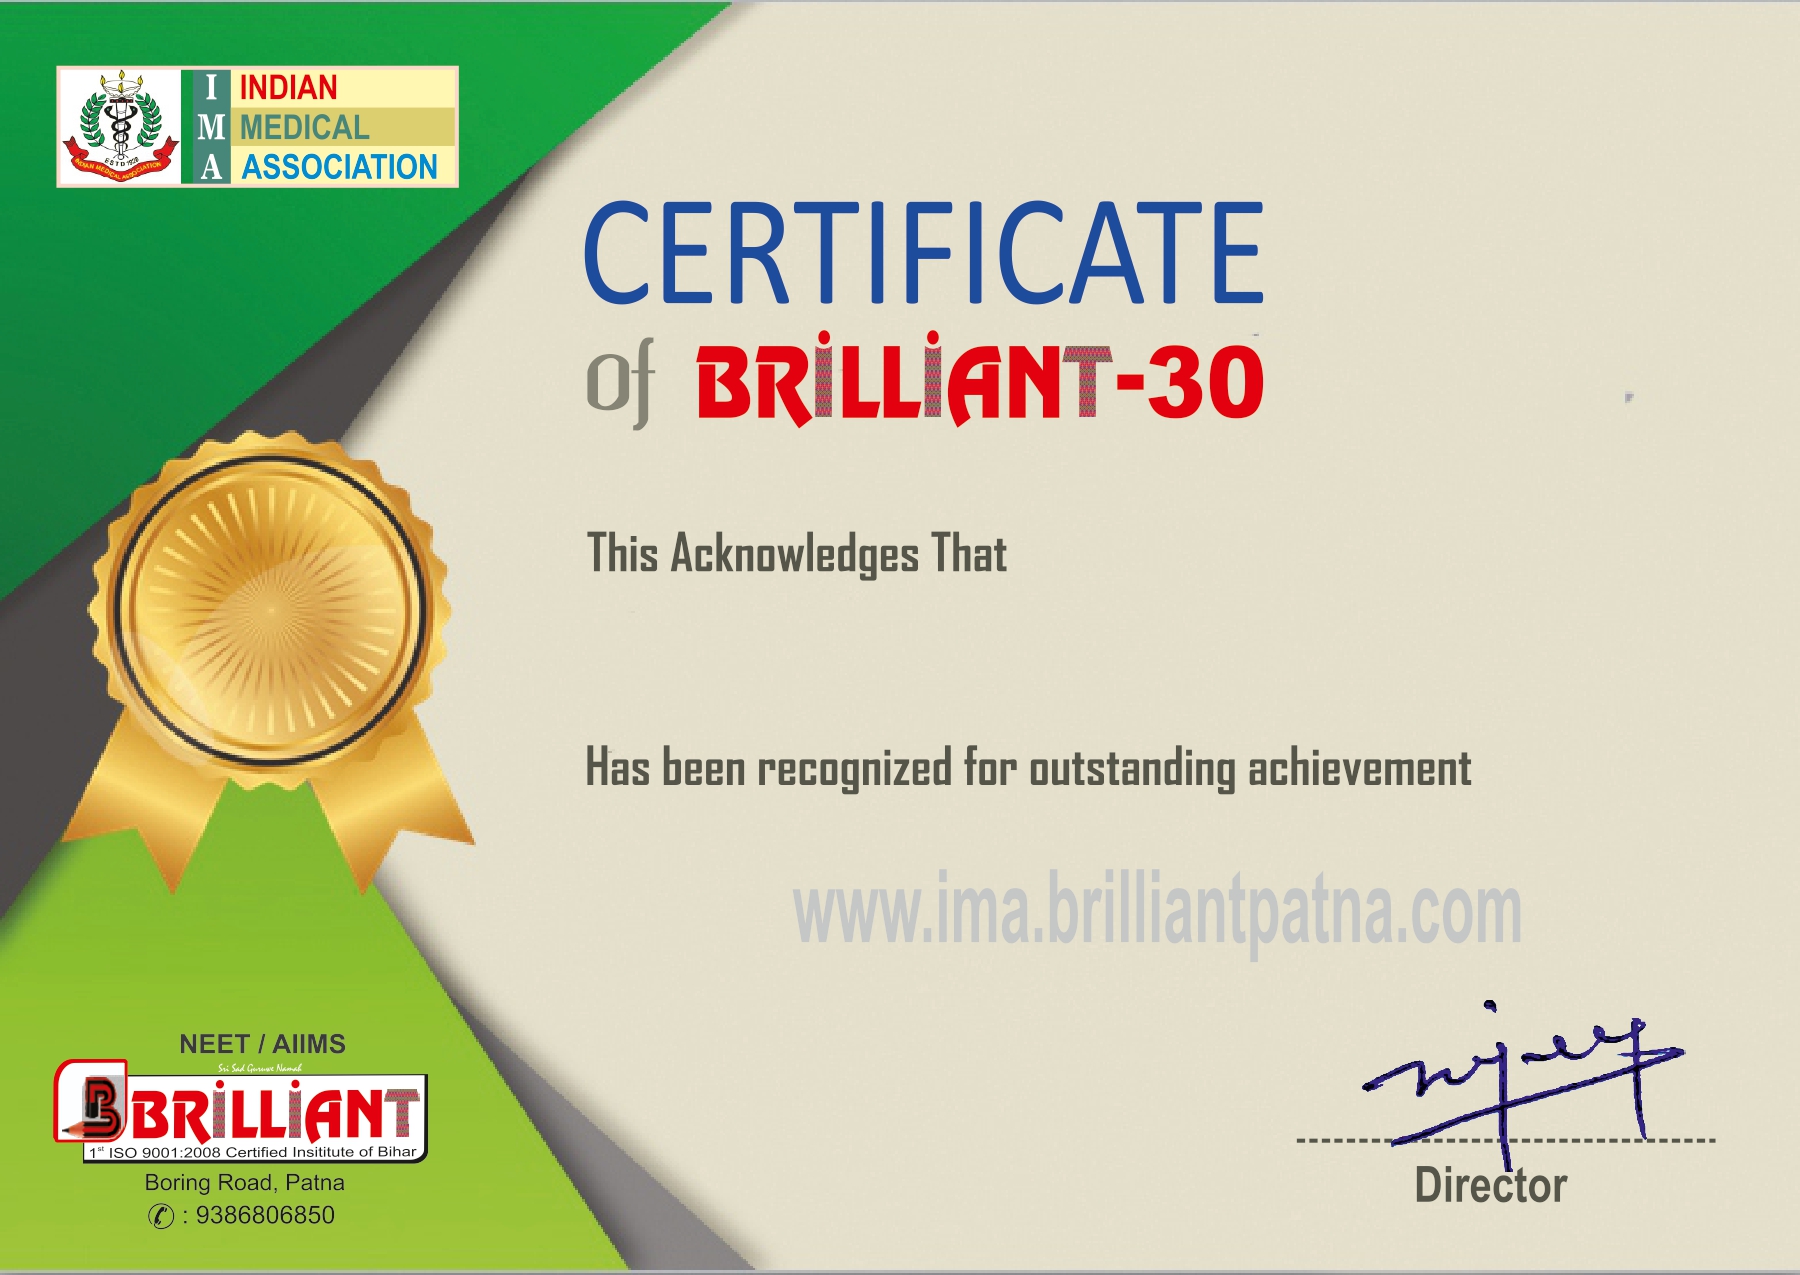 I INDIAN
M MEDICAL
A ASSOCIATION
ESTD 1928
INDIAN MEDICAL ASSOCIATION
CERTIFICATE
of BRiLLiANT-30
This Acknowledges That
Has been recognized for outstanding achievement
www.ima.brilliantpatna.com
Director
NEET / AIIMS
Sri Sad Guruve Namah
B BRiLLiANT
1st ISO 9001:2008 Certified Insititute of Bihar
Boring Road, Patna
✆ : 9386806850